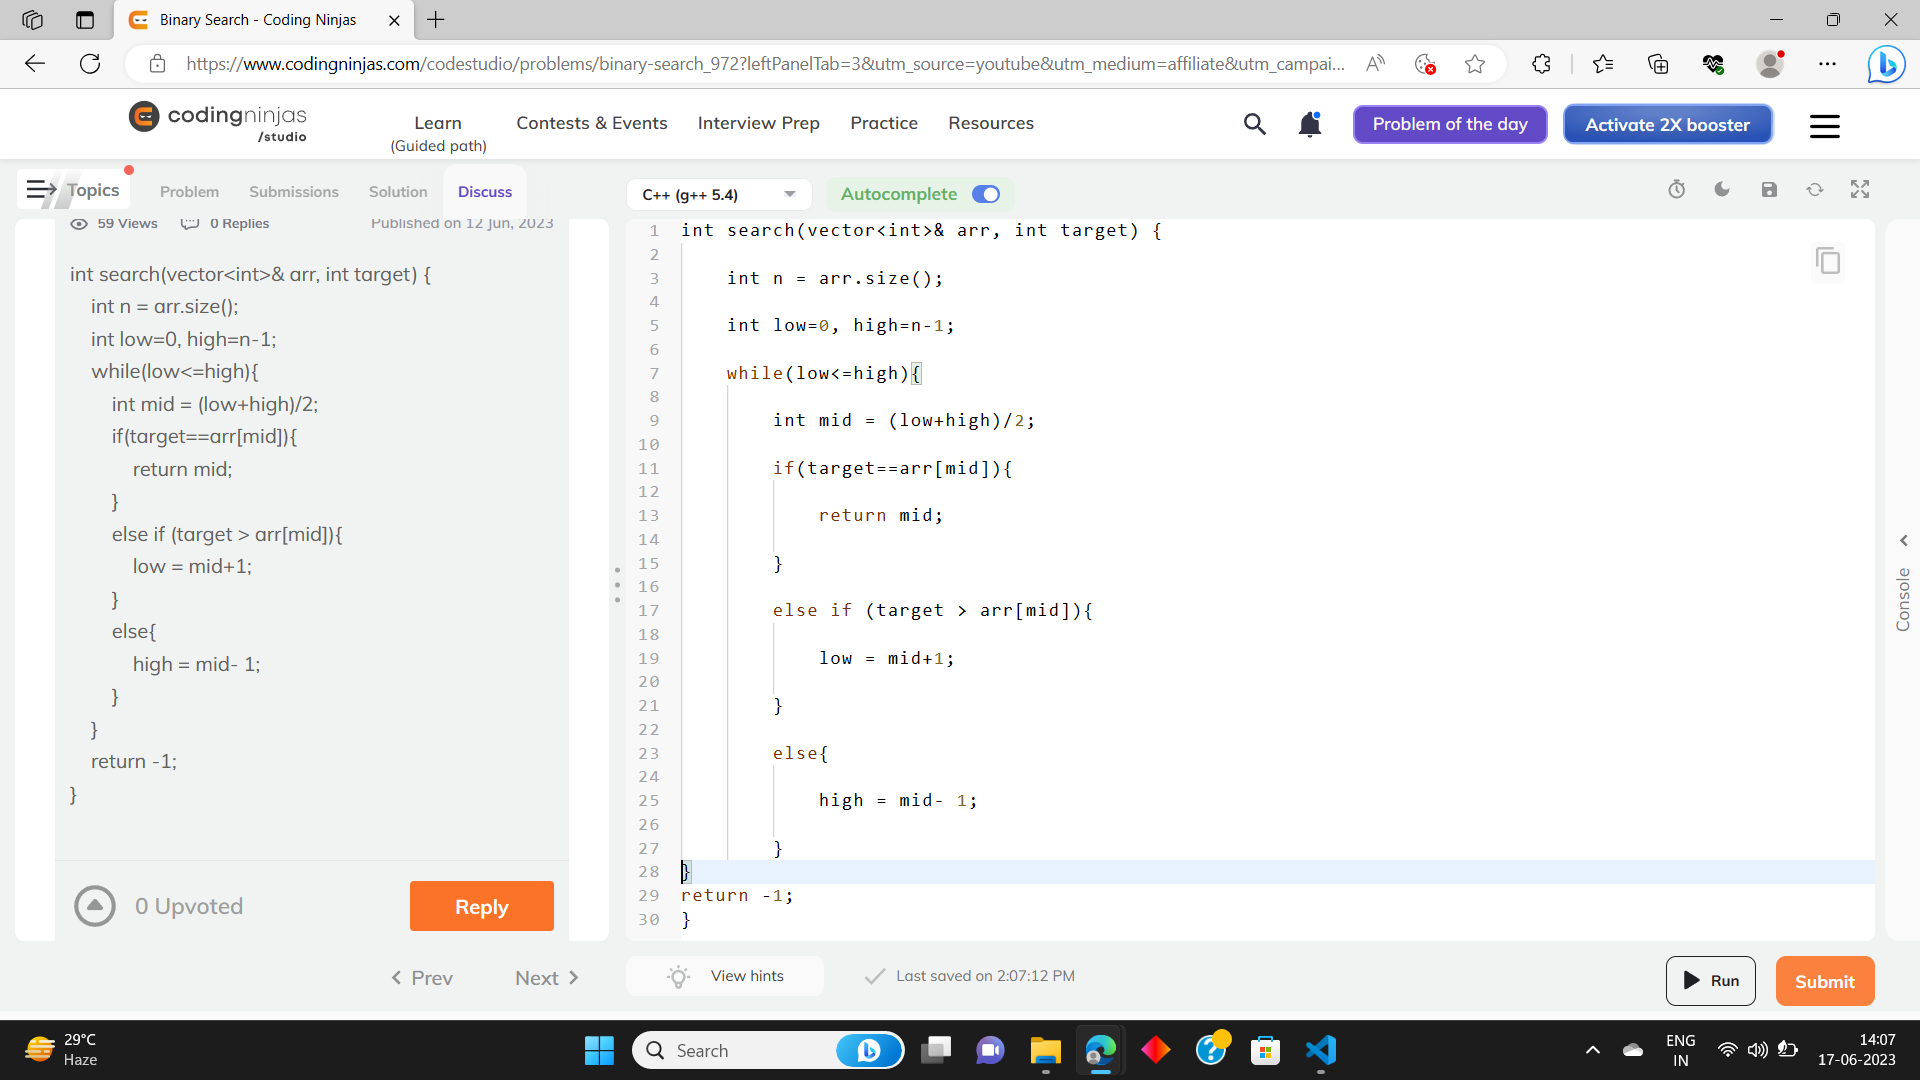 Binary Search - Coding Ninjas
https://www.codingninjas.com/codestudio/problems/binary-search_972?leftPanelTab=3&utm_source=youtube&utm_medium=affiliate&utm_campai...
codingninjas
/studio
Learn
(Guided path)
Contests & Events
Interview Prep
Practice
Resources
Problem of the day
Activate 2X booster
Topics
Problem
Submissions
Solution
Discuss
59 Views
0 Replies
Published on 12 Jun, 2023
int search(vector<int>& arr, int target) {
int n = arr.size();
int low=0, high=n-1;
while(low<=high){
int mid = (low+high)/2;
if(target==arr[mid]){
return mid;
}
else if (target > arr[mid]){
low = mid+1;
}
else{
high = mid- 1;
}
}
return -1;
}
0 Upvoted
Reply
Prev
Next
C++ (g++ 5.4)
Autocomplete
1 int search(vector<int>& arr, int target) {
2
3 int n = arr.size();
4
5 int low=0, high=n-1;
6
7 while(low<=high){
8
9 int mid = (low+high)/2;
10
11 if(target==arr[mid]){
12
13 return mid;
14
15 }
16
17 else if (target > arr[mid]){
18
19 low = mid+1;
20
21 }
22
23 else{
24
25 high = mid- 1;
26
27 }
28 }
29 return -1;
30 }
Console
View hints
Last saved on 2:07:12 PM
Run
Submit
29°C
Haze
Search
ENG
IN
14:07
17-06-2023